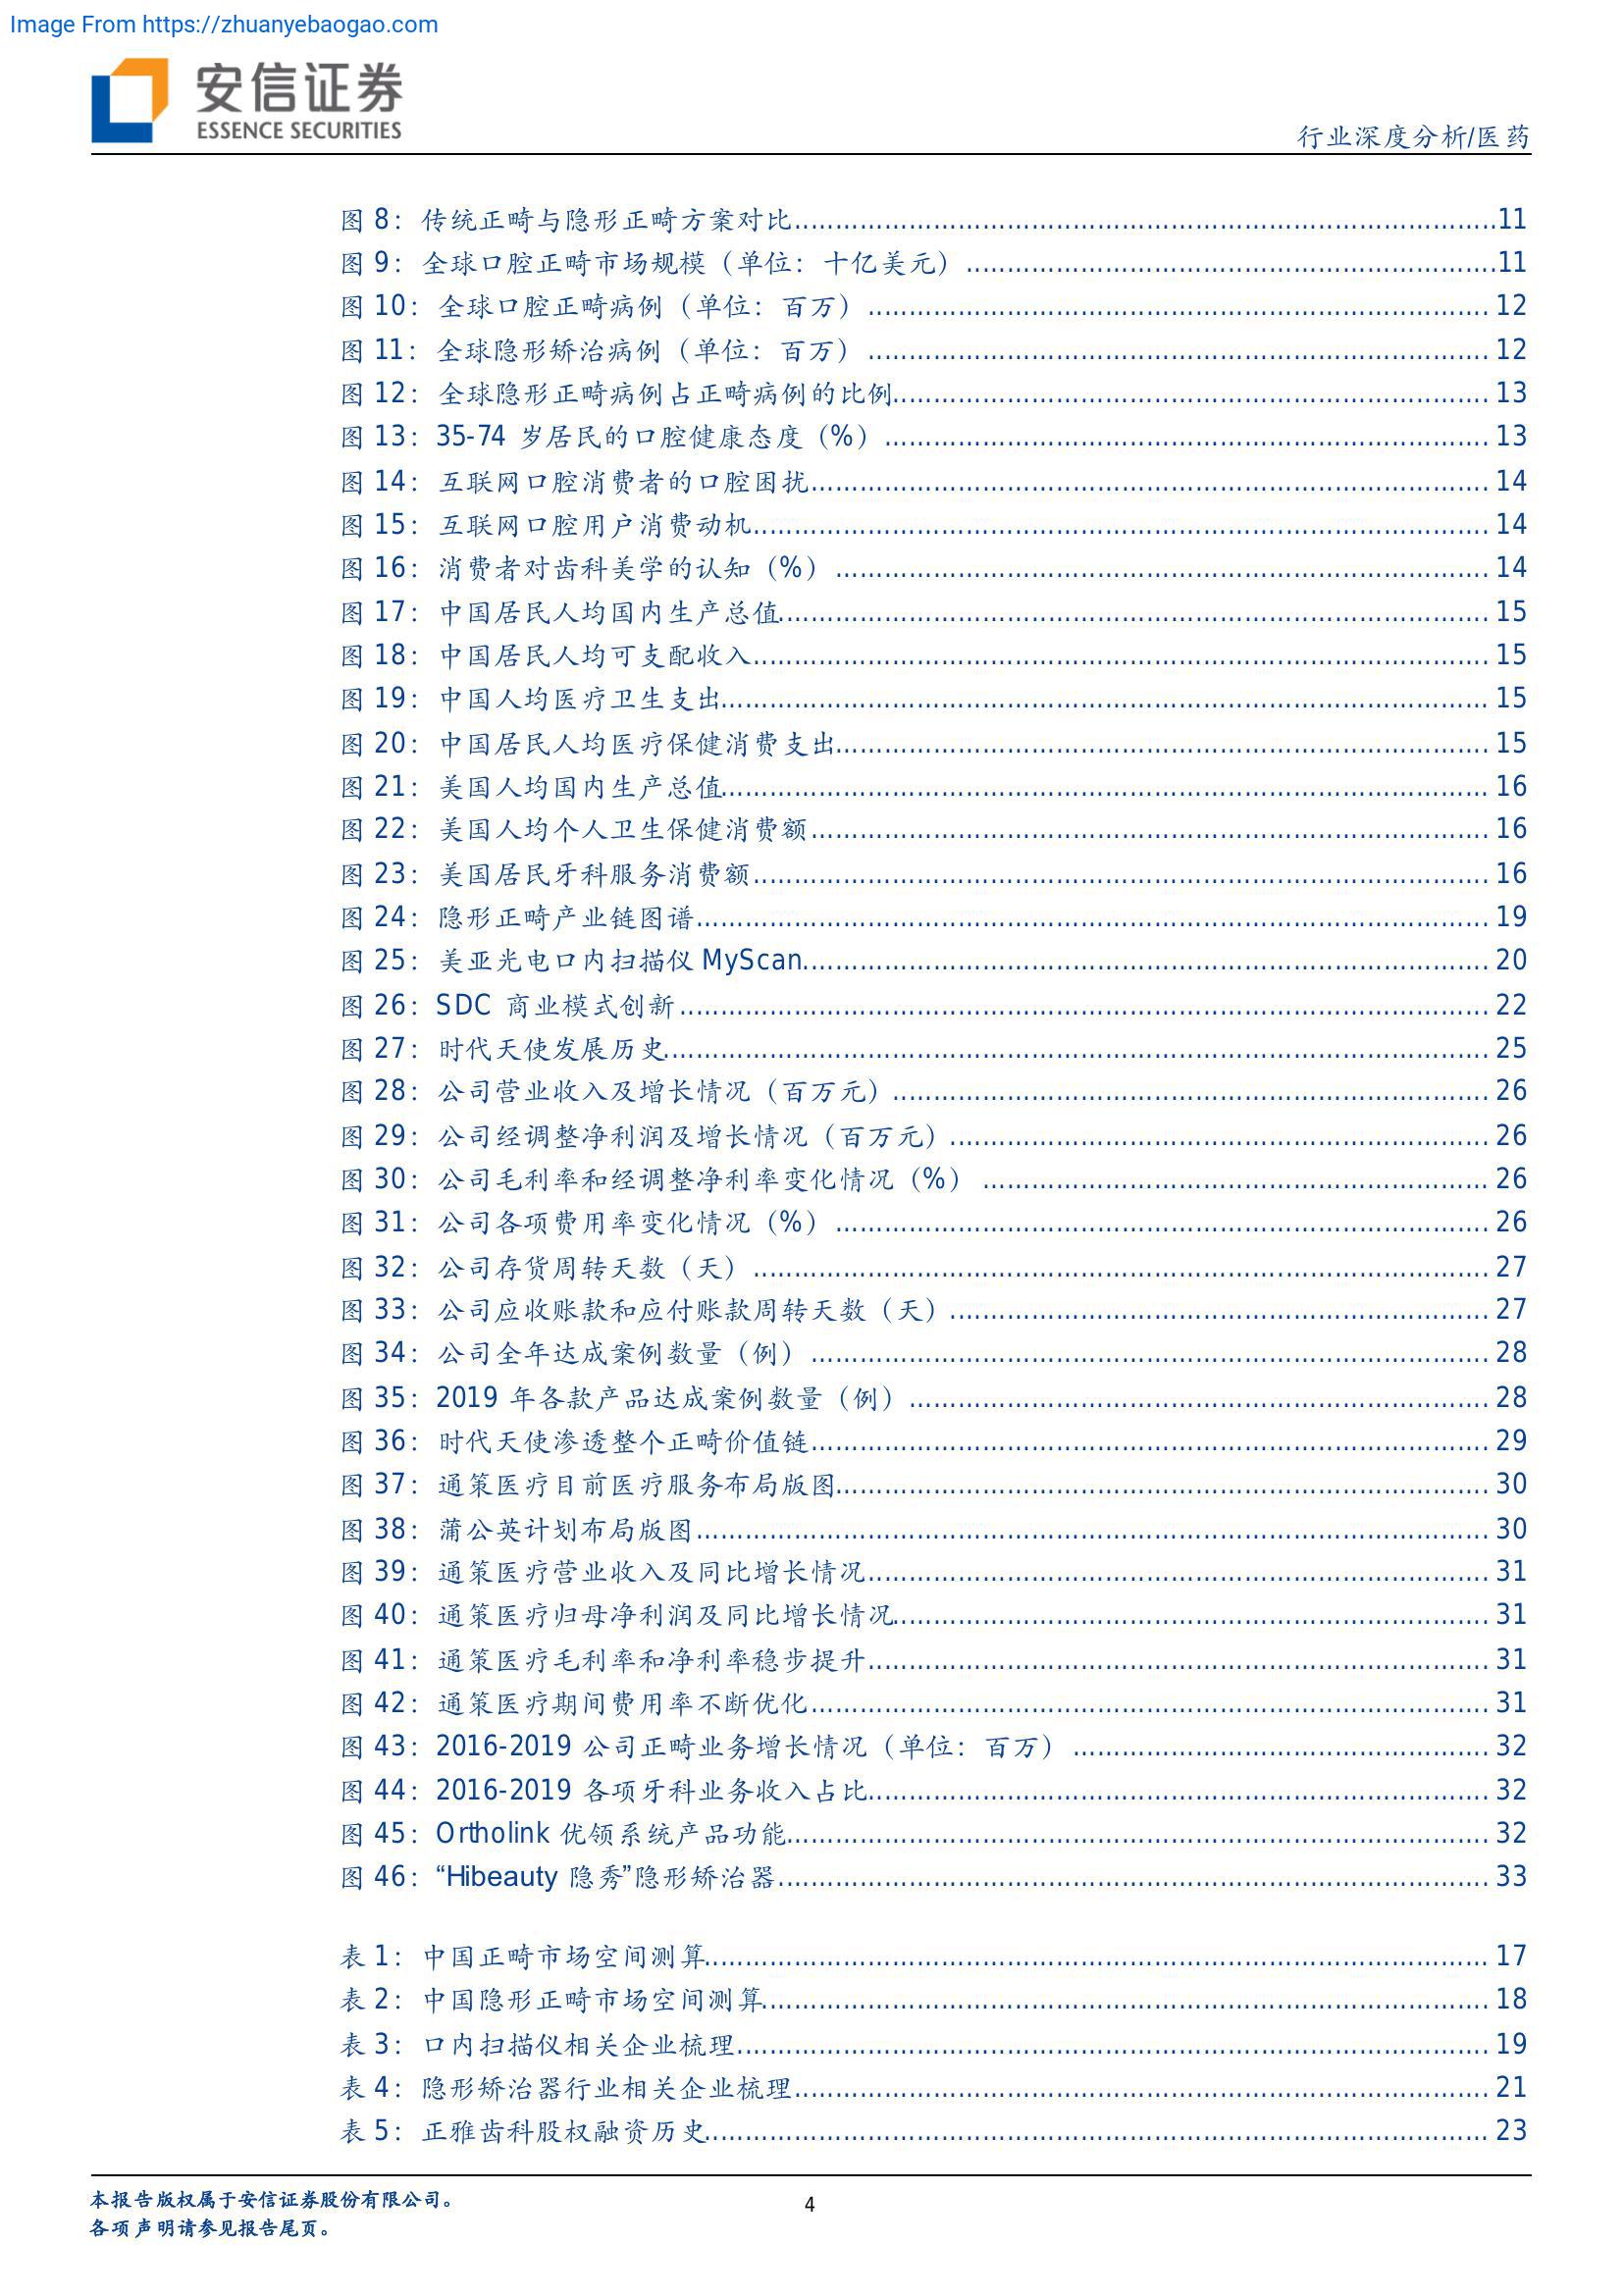 Image From https://zhuanyebaogao.com
安信证券
ESSENCE SECURITIES
行业深度分析/医药
图 8：传统正畸与隐形正畸方案对比 11
图 9：全球口腔正畸市场规模（单位：十亿美元） 11
图 10：全球口腔正畸病例（单位：百万） 12
图 11：全球隐形矫治病例（单位：百万） 12
图 12：全球隐形正畸病例占正畸病例的比例 13
图 13：35-74 岁居民的口腔健康态度（%） 13
图 14：互联网口腔消费者的口腔困扰 14
图 15：互联网口腔用户消费动机 14
图 16：消费者对齿科美学的认知（%） 14
图 17：中国居民人均国内生产总值 15
图 18：中国居民人均可支配收入 15
图 19：中国人均医疗卫生支出 15
图 20：中国居民人均医疗保健消费支出 15
图 21：美国人均国内生产总值 16
图 22：美国人均个人卫生保健消费额 16
图 23：美国居民牙科服务消费额 16
图 24：隐形正畸产业链图谱 19
图 25：美亚光电口内扫描仪 MyScan 20
图 26：SDC 商业模式创新 22
图 27：时代天使发展历史 25
图 28：公司营业收入及增长情况（百万元） 26
图 29：公司经调整净利润及增长情况（百万元） 26
图 30：公司毛利率和经调整净利率变化情况（%） 26
图 31：公司各项费用率变化情况（%） 26
图 32：公司存货周转天数（天） 27
图 33：公司应收账款和应付账款周转天数（天） 27
图 34：公司全年达成案例数量（例） 28
图 35：2019 年各款产品达成案例数量（例） 28
图 36：时代天使渗透整个正畸价值链 29
图 37：通策医疗目前医疗服务布局版图 30
图 38：蒲公英计划布局版图 30
图 39：通策医疗营业收入及同比增长情况 31
图 40：通策医疗归母净利润及同比增长情况 31
图 41：通策医疗毛利率和净利率稳步提升 31
图 42：通策医疗期间费用率不断优化 31
图 43：2016-2019 公司正畸业务增长情况（单位：百万） 32
图 44：2016-2019 各项牙科业务收入占比 32
图 45：Ortholink 优领系统产品功能 32
图 46：“Hibeauty 隐秀”隐形矫治器 33
表 1：中国正畸市场空间测算 17
表 2：中国隐形正畸市场空间测算 18
表 3：口内扫描仪相关企业梳理 19
表 4：隐形矫治器行业相关企业梳理 21
表 5：正雅齿科股权融资历史 23
本报告版权属于安信证券股份有限公司。
各项声明请参见报告尾页。
4